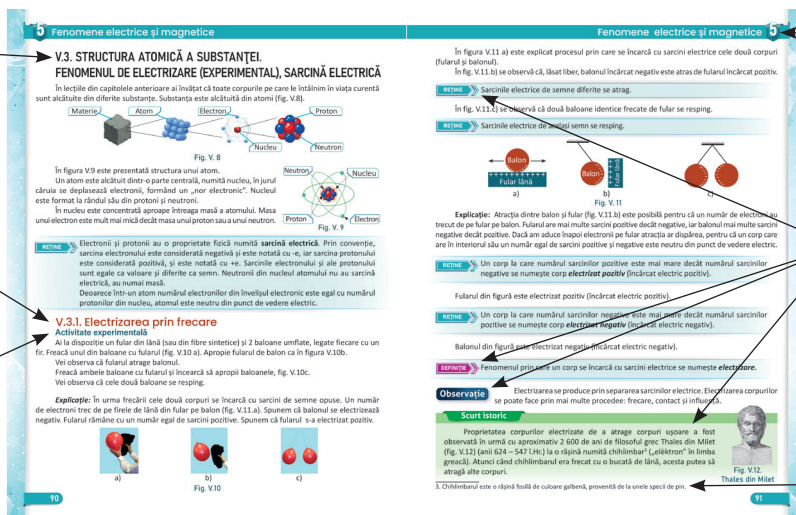 5 Fenomene electrice și magnetice
V.3. STRUCTURA ATOMICĂ A SUBSTANȚEI.
FENOMENUL DE ELECTRIZARE (EXPERIMENTAL), SARCINĂ ELECTRICĂ
În lecțiile din capitolele anterioare ai învățat că toate corpurile pe care le întâlnim în viața curentă
sunt alcătuite din diferite substanțe. Substanța este alcătuită din atomi (fig. V.8).
Materie
Atom
Electron
Proton
Nucleu
Neutron
Fig. V. 8
În figura V.9 este prezentată structura unui atom.
Un atom este alcătuit dintr-o parte centrală, numită nucleu, în jurul
căruia se deplasează electronii, formând un „nor electronic". Nucleul
este format la rândul său din protoni și neutroni.
În nucleu este concentrată aproape întreaga masă a atomului. Masa
unui electron este mult mai mică decât masa unui proton sau a unui neutron.
Neutron
Nucleu
Proton
Electron
Fig. V. 9
REȚINE
Electronii și protonii au o proprietate fizică numită sarcină electrică. Prin convenție,
sarcina electronului este considerată negativă și este notată cu -e, iar sarcina protonului
este considerată pozitivă, și este notată cu +e. Sarcinile electronului și ale protonului
sunt egale ca valoare și diferite ca semn. Neutronii din nucleul atomului nu au sarcină
electrică, au numai masă.
Deoarece într-un atom numărul electronilor din învelișul electronic este egal cu numărul
protonilor din nucleu, atomul este neutru din punct de vedere electric.
V.3.1. Electrizarea prin frecare
Activitate experimentală
Ai la dispoziție un fular din lână (sau din fibre sintetice) și 2 baloane umflate, legate fiecare cu un
fir. Freacă unul din baloane cu fularul (fig. V.10 a). Apropie fularul de balon ca în figura V.10b.
Vei observa că fularul atrage balonul.
Freacă ambele baloane cu fularul și încearcă să apropii baloanele, fig. V.10c.
Vei observa că cele două baloane se resping.
Explicație: În urma frecării cele două corpuri se încarcă cu sarcini de semne opuse. Un număr
de electroni trec de pe firele de lână din fular pe balon (fig. V.11.a). Spunem că balonul se electrizează
negativ. Fularul rămâne cu un număr egal de sarcini pozitive. Spunem că fularul s-a electrizat pozitiv.
a)
b)
c)
Fig. V.10
90
Fenomene electrice și magnetice 5
În figura V.11 a) este explicat procesul prin care se încarcă cu sarcini electrice cele două corpuri
(fularul și balonul).
În fig. V.11.b) se observă că, lăsat liber, balonul încărcat negativ este atras de fularul încărcat pozitiv.
REȚINE
Sarcinile electrice de semne diferite se atrag.
În fig. V.11.c) se observă că două baloane identice frecate de fular se resping.
REȚINE
Sarcinile electrice de același semn se resping.
Balon
Fular lână
Balon
Fular lână
a)
b)
c)
Fig. V. 11
Explicație: Atracția dintre balon și fular (fig. V.11.b) este posibilă pentru că un număr de electroni au
trecut de pe fular pe balon. Fularul are mai multe sarcini pozitive decât negative, iar balonul mai multe sarcini
negative decât pozitive. Dacă am aduce înapoi electronii pe fular atracția ar dispărea, pentru că un corp care
are în interiorul său un număr egal de sarcini pozitive și negative este neutru din punct de vedere electric.
REȚINE
Un corp la care numărul sarcinilor pozitive este mai mare decât numărul sarcinilor
negative se numește corp electrizat pozitiv (încărcat electric pozitiv).
Fularul din figură este electrizat pozitiv (încărcat electric pozitiv).
REȚINE
Un corp la care numărul sarcinilor negative este mai mare decât numărul sarcinilor
pozitive se numește corp electrizat negativ (încărcat electric negativ).
Balonul din figură este electrizat negativ (încărcat electric negativ).
DEFINIȚIE
Fenomenul prin care un corp se încarcă cu sarcini electrice se numește electrizare.
Observație
Electrizarea se produce prin separarea sarcinilor electrice. Electrizarea corpurilor
se poate face prin mai multe procedee: frecare, contact și influență.
Scurt istoric
Proprietatea corpurilor electrizate de a atrage corpuri ușoare a fost
observată în urmă cu aproximativ 2 600 de ani de filosoful grec Thales din Milet
(fig. V.12) (anii 624 – 547 î.Hr.) la o rășină numită chihlimbar³ („elèktron" în limba
greacă). Atunci când chihlimbarul era frecat cu o bucată de lână, acesta putea să
atragă alte corpuri.
Fig. V.12.
Thales din Milet
3. Chihlimbarul este o rășină fosilă de culoare galbenă, provenită de la unele specii de pin.
91